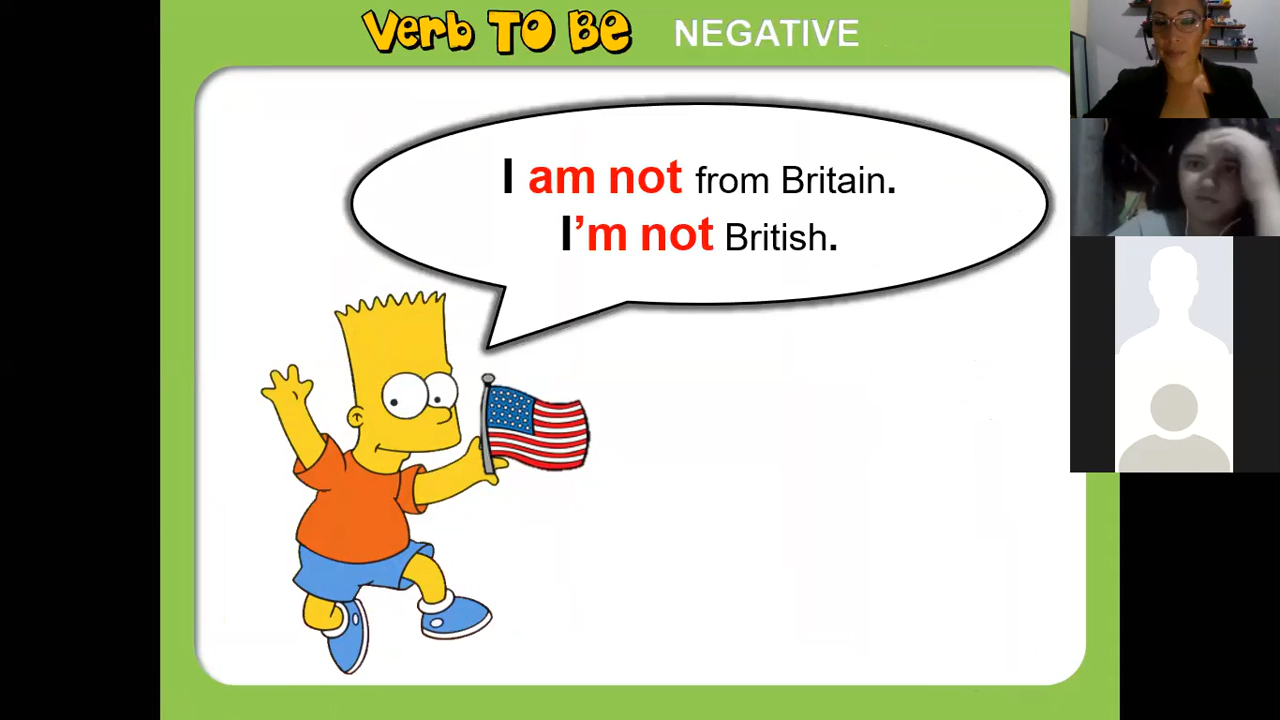 Verb TO BE NEGATIVE
I am not from Britain.
I’m not British.